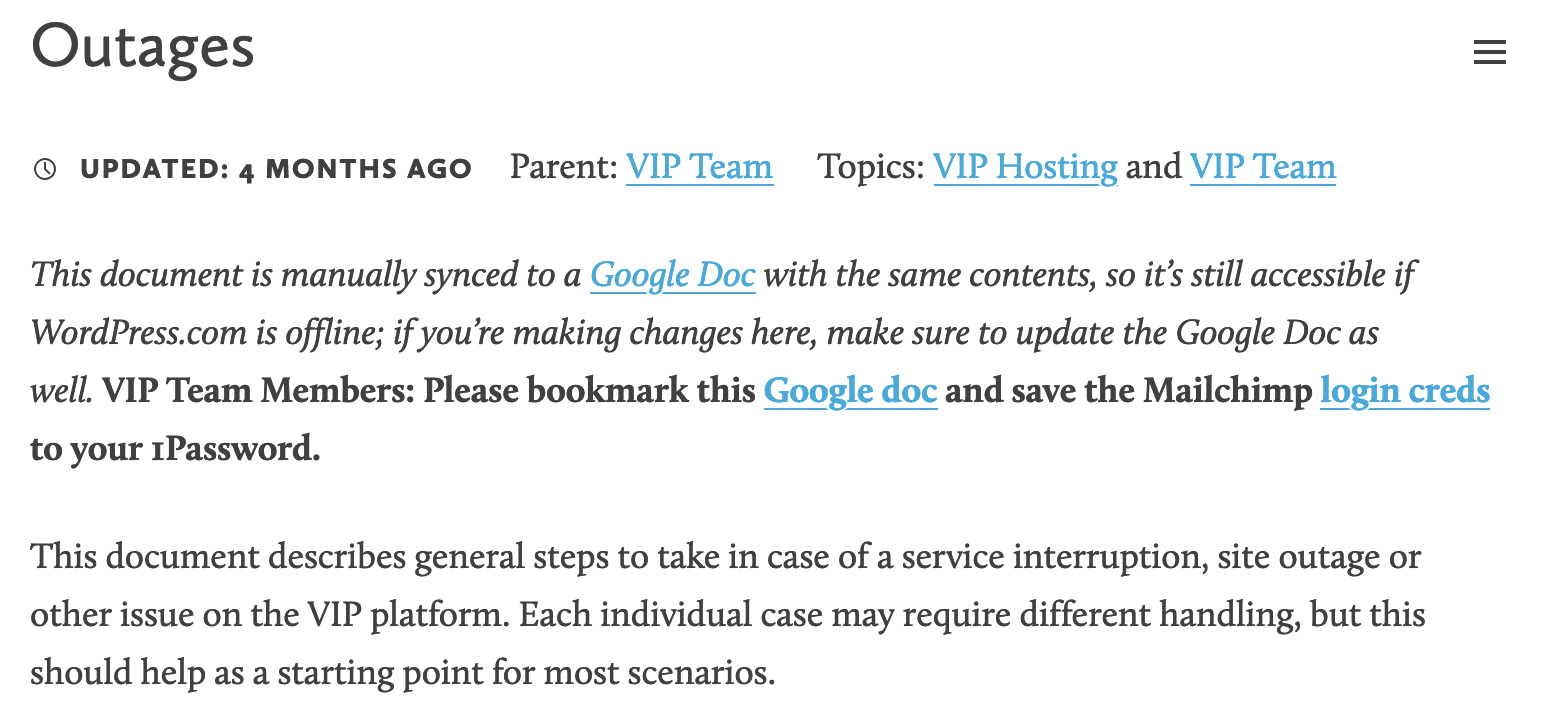 Outages
UPDATED: 4 MONTHS AGO Parent: VIP Team Topics: VIP Hosting and VIP Team
This document is manually synced to a Google Doc with the same contents, so it’s still accessible if
WordPress.com is offline; if you’re making changes here, make sure to update the Google Doc as
well. VIP Team Members: Please bookmark this Google doc and save the Mailchimp login creds
to your 1Password.
This document describes general steps to take in case of a service interruption, site outage or
other issue on the VIP platform. Each individual case may require different handling, but this
should help as a starting point for most scenarios.